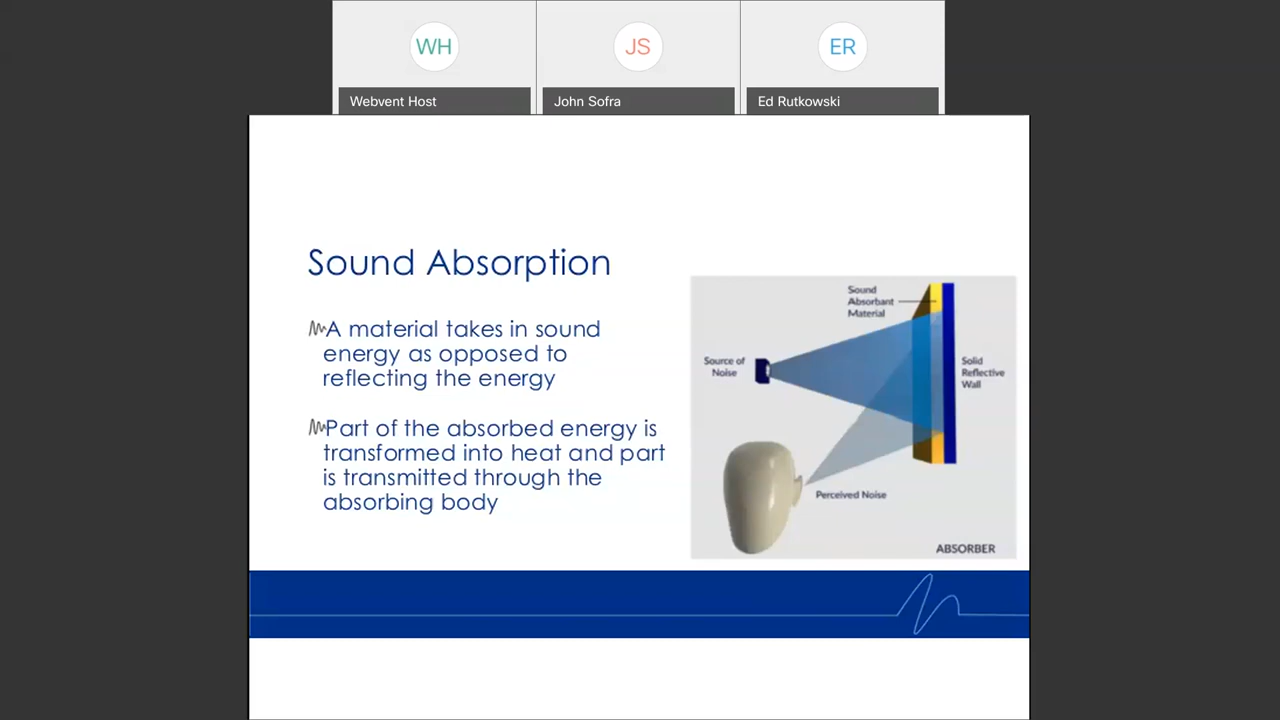 WH
JS
ER
Webvent Host
John Sofra
Ed Rutkowski
Sound Absorption
A material takes in sound
energy as opposed to
reflecting the energy
Part of the absorbed energy is
transformed into heat and part
is transmitted through the
absorbing body
Sound
Absorbant
Material
Source of
Noise
Solid
Reflective
Wall
Perceived Noise
ABSORBER